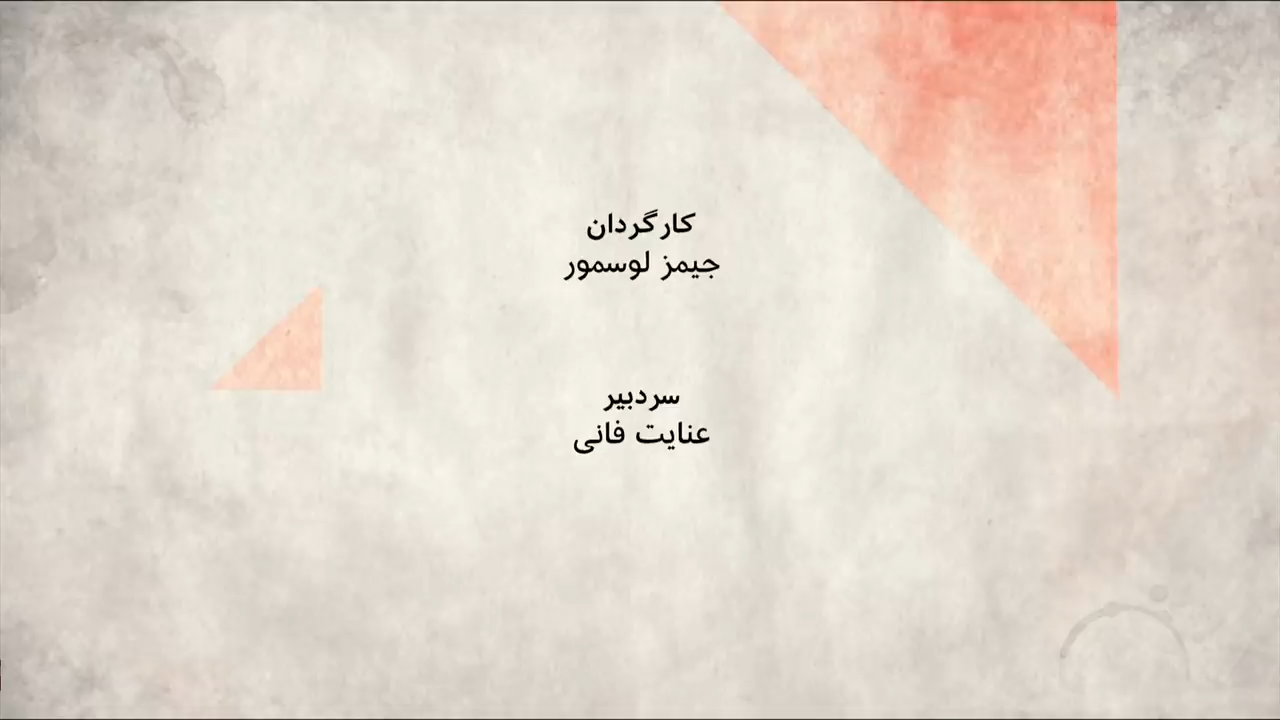 کارگردان
جیمز لوسمور
سردبیر
عنایت فانی